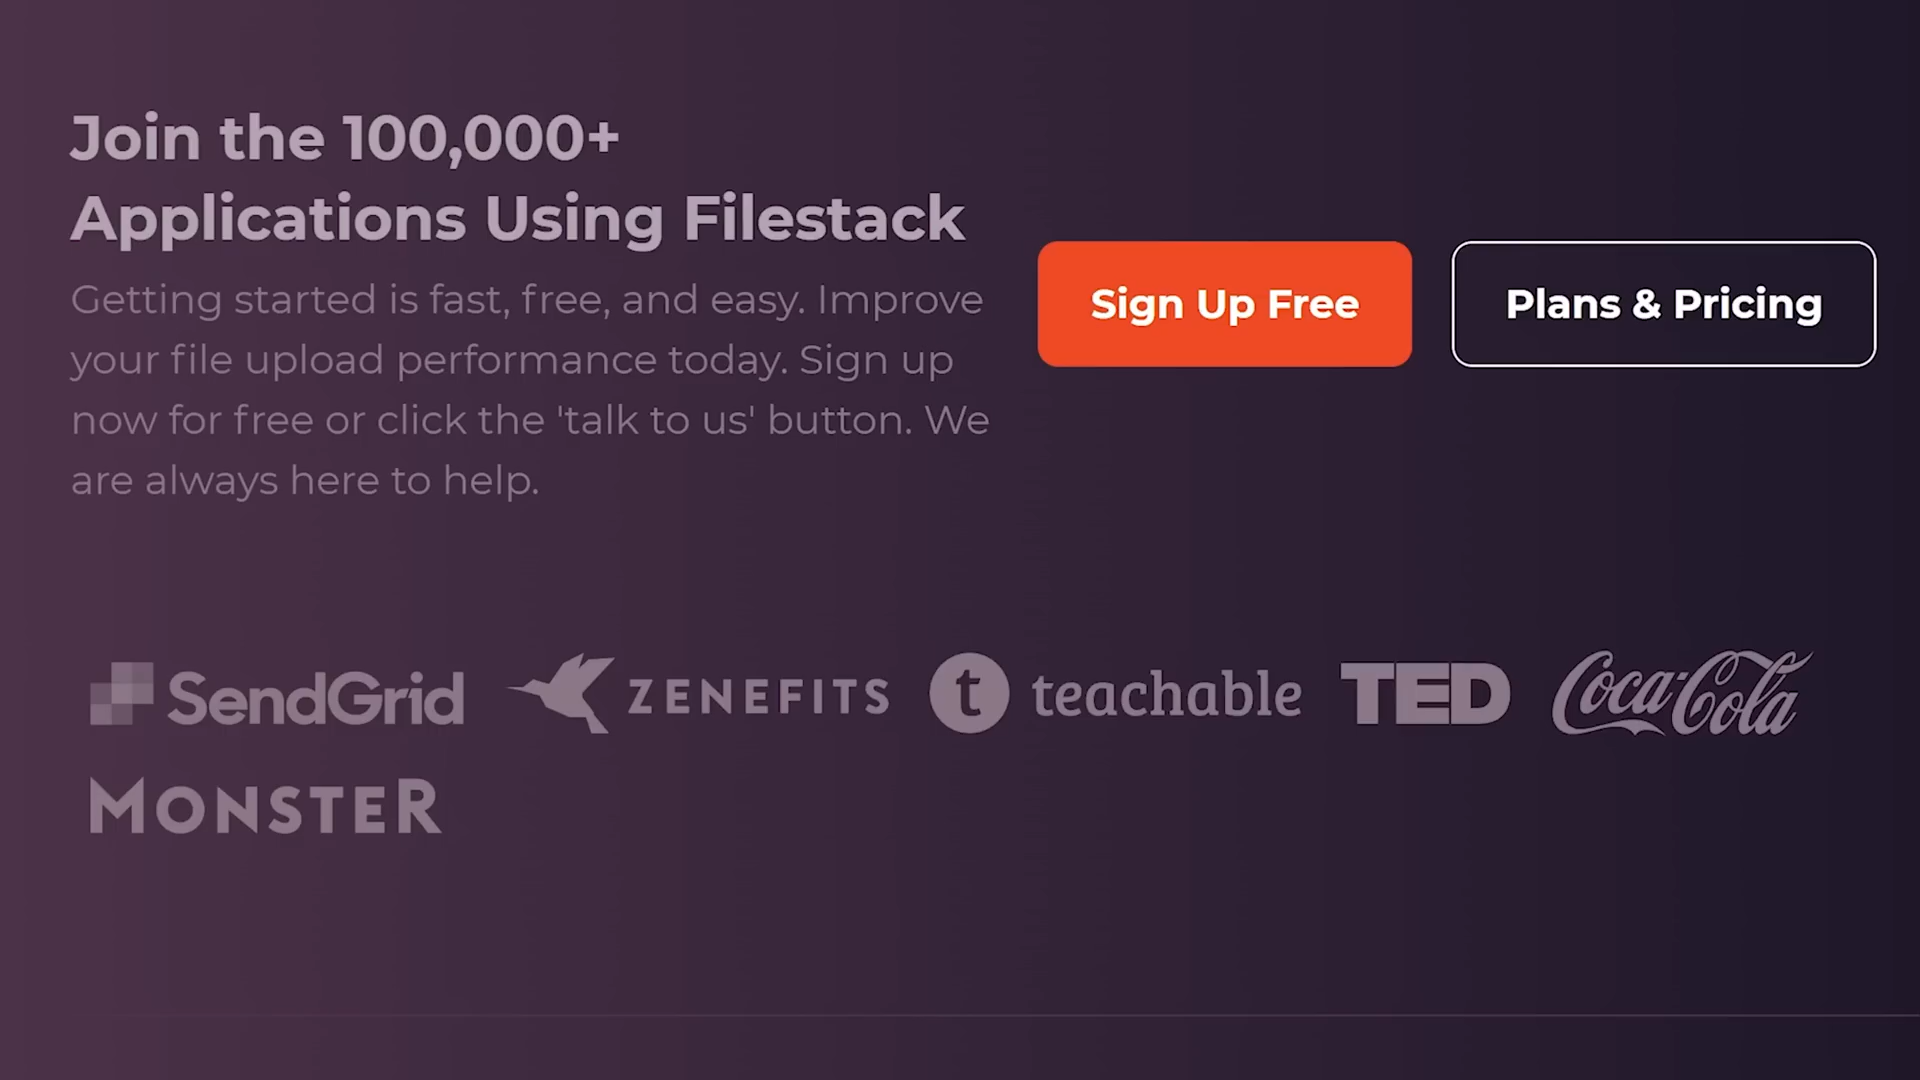 Join the 100,000+
Applications Using Filestack
Getting started is fast, free, and easy. Improve
your file upload performance today. Sign up
now for free or click the 'talk to us' button. We
are always here to help.
Sign Up Free
Plans & Pricing
SendGrid
ZENEFITS
t teachable
TED
Coca-Cola
MONSTER